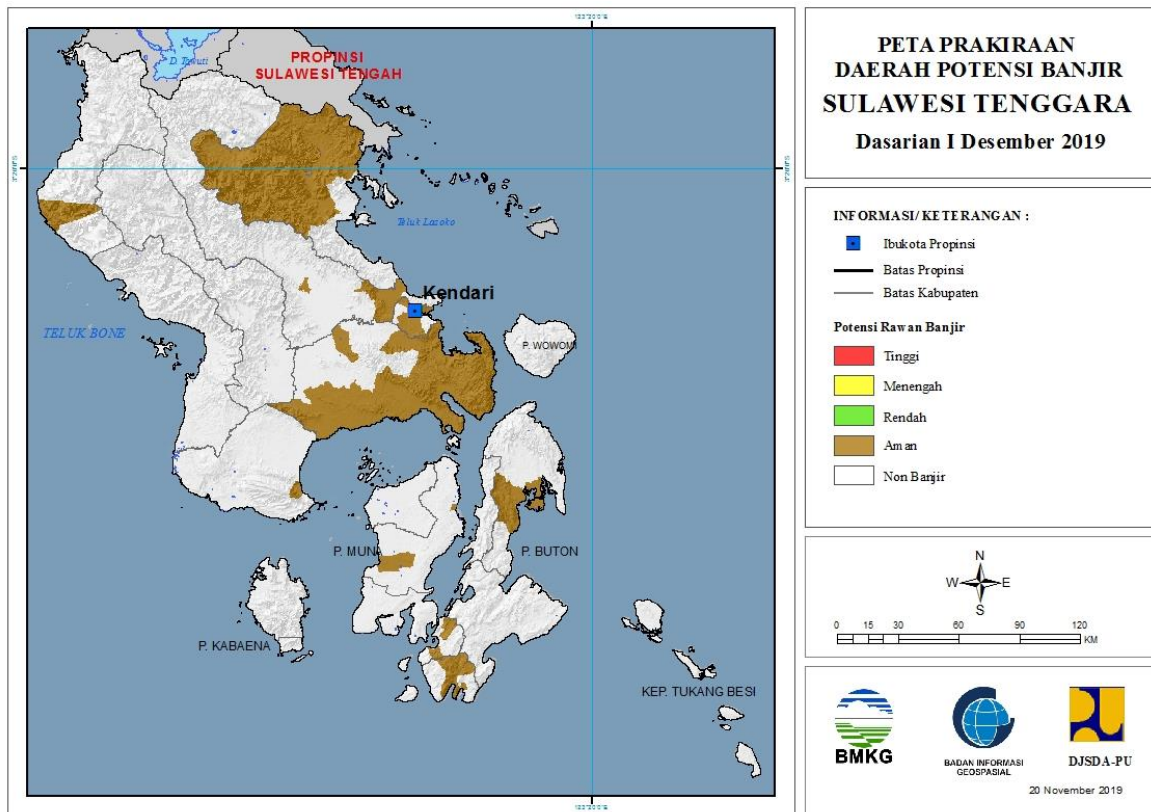 PETA PRAKIRAAN
DAERAH POTENSI BANJIR
SULAWESI TENGGARA
Dasarian I Desember 2019
INFORMASI/ KETERANGAN :
Ibukota Propinsi
Batas Propinsi
Batas Kabupaten
Potensi Rawan Banjir
Tinggi
Menengah
Rendah
Aman
Non Banjir
N
W E
S
0 15 30 60 90 120
KM
BMKG
BADAN INFORMASI
GEOSPASIAL
DJSDA-PU
20 November 2019
PROPINSI
SULAWESI TENGAH
Teluk Lasoko
Kendari
TELUK BONE
P. WOWONI
P. MUNA
P. BUTON
P. KABAENA
KEP. TUKANG BESI